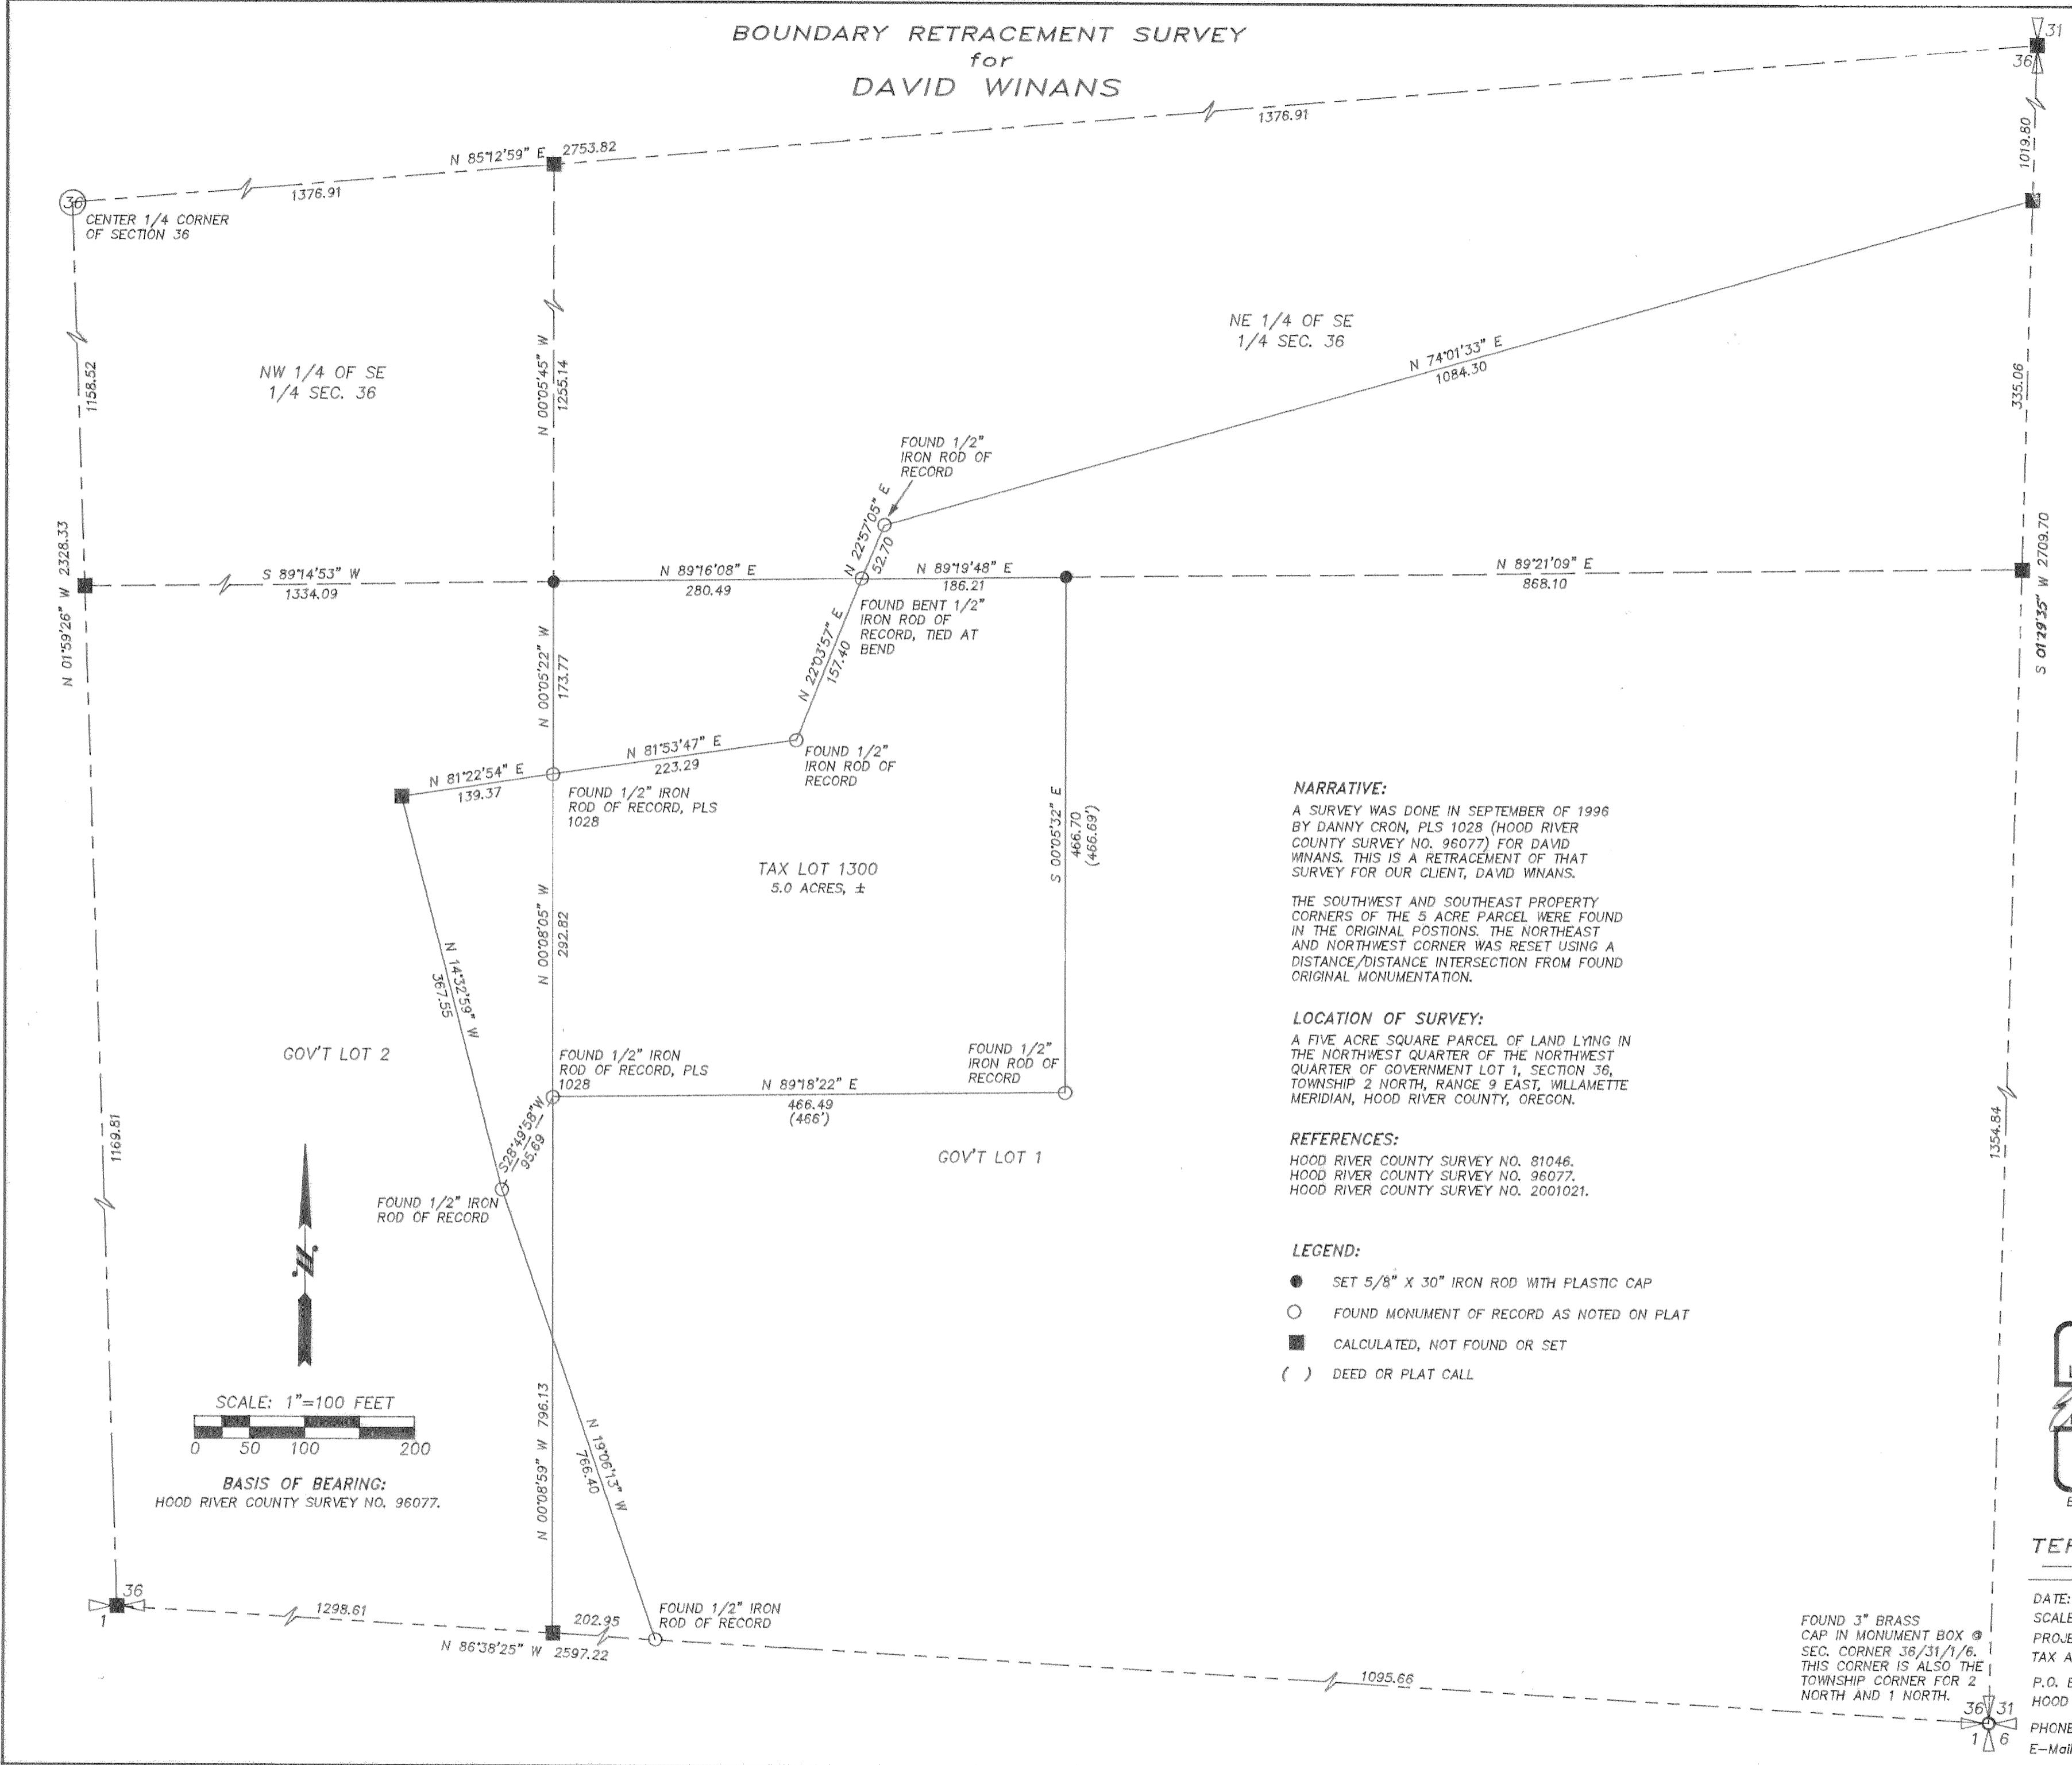 BOUNDARY RETRACEMENT SURVEY
for
DAVID WINANS
31
36
1376.91
N 85°12'59" E 2753.82
1376.91
36
CENTER 1/4 CORNER
OF SECTION 36
1019.80
NE 1/4 OF SE
1/4 SEC. 36
N 74°01'33" E
1084.30
NW 1/4 OF SE
1/4 SEC. 36
1158.52
N 00°05'45" W
1255.14
335.06
FOUND 1/2"
IRON ROD OF
RECORD
N 22°57'05" E
52.70
N 01°59'26" W 2328.33
S 89°14'53" W
1334.09
N 89°16'08" E
280.49
N 89°19'48" E
186.21
N 89°21'09" E
868.10
S 01°29'35" W 2709.70
FOUND BENT 1/2"
IRON ROD OF
RECORD, TIED AT
BEND
N 00°05'22" W
173.77
N 22°03'57" E
157.40
N 81°22'54" E
139.37
N 81°53'47" E
223.29
FOUND 1/2"
IRON ROD OF
RECORD
FOUND 1/2" IRON
ROD OF RECORD, PLS
1028
S 00°05'32" E
466.70
(466.69')
TAX LOT 1300
5.0 ACRES, ±
N 00°08'05" W
292.82
N 14°32'59" W
367.55
GOV'T LOT 2
FOUND 1/2" IRON
ROD OF RECORD, PLS
1028
FOUND 1/2"
IRON ROD OF
RECORD
N 89°18'22" E
466.49
(466')
S28°49'58"W
95.69
GOV'T LOT 1
1169.81
FOUND 1/2" IRON
ROD OF RECORD
1354.84
NARRATIVE:
A SURVEY WAS DONE IN SEPTEMBER OF 1996
BY DANNY CRON, PLS 1028 (HOOD RIVER
COUNTY SURVEY NO. 96077) FOR DAVID
WINANS. THIS IS A RETRACEMENT OF THAT
SURVEY FOR OUR CLIENT, DAVID WINANS.
THE SOUTHWEST AND SOUTHEAST PROPERTY
CORNERS OF THE 5 ACRE PARCEL WERE FOUND
IN THE ORIGINAL POSTIONS. THE NORTHEAST
AND NORTHWEST CORNER WAS RESET USING A
DISTANCE/DISTANCE INTERSECTION FROM FOUND
ORIGINAL MONUMENTATION.
LOCATION OF SURVEY:
A FIVE ACRE SQUARE PARCEL OF LAND LYING IN
THE NORTHWEST QUARTER OF THE NORTHWEST
QUARTER OF GOVERNMENT LOT 1, SECTION 36,
TOWNSHIP 2 NORTH, RANGE 9 EAST, WILLAMETTE
MERIDIAN, HOOD RIVER COUNTY, OREGON.
REFERENCES:
HOOD RIVER COUNTY SURVEY NO. 81046.
HOOD RIVER COUNTY SURVEY NO. 96077.
HOOD RIVER COUNTY SURVEY NO. 2001021.
LEGEND:
SET 5/8" X 30" IRON ROD WITH PLASTIC CAP
FOUND MONUMENT OF RECORD AS NOTED ON PLAT
CALCULATED, NOT FOUND OR SET
( ) DEED OR PLAT CALL
N
SCALE: 1"=100 FEET
0 50 100 200
BASIS OF BEARING:
HOOD RIVER COUNTY SURVEY NO. 96077.
N 00°08'59" W 796.13
N 19°06'13" W
766.40
36
1
1298.61
202.95
N 86°38'25" W 2597.22
FOUND 1/2" IRON
ROD OF RECORD
1095.66
FOUND 3" BRASS
CAP IN MONUMENT BOX @
SEC. CORNER 36/31/1/6.
THIS CORNER IS ALSO THE
TOWNSHIP CORNER FOR 2
NORTH AND 1 NORTH.
36 31
1 6
DATE:
SCALE
TAX A
HOOD
PHONE
E-Mail